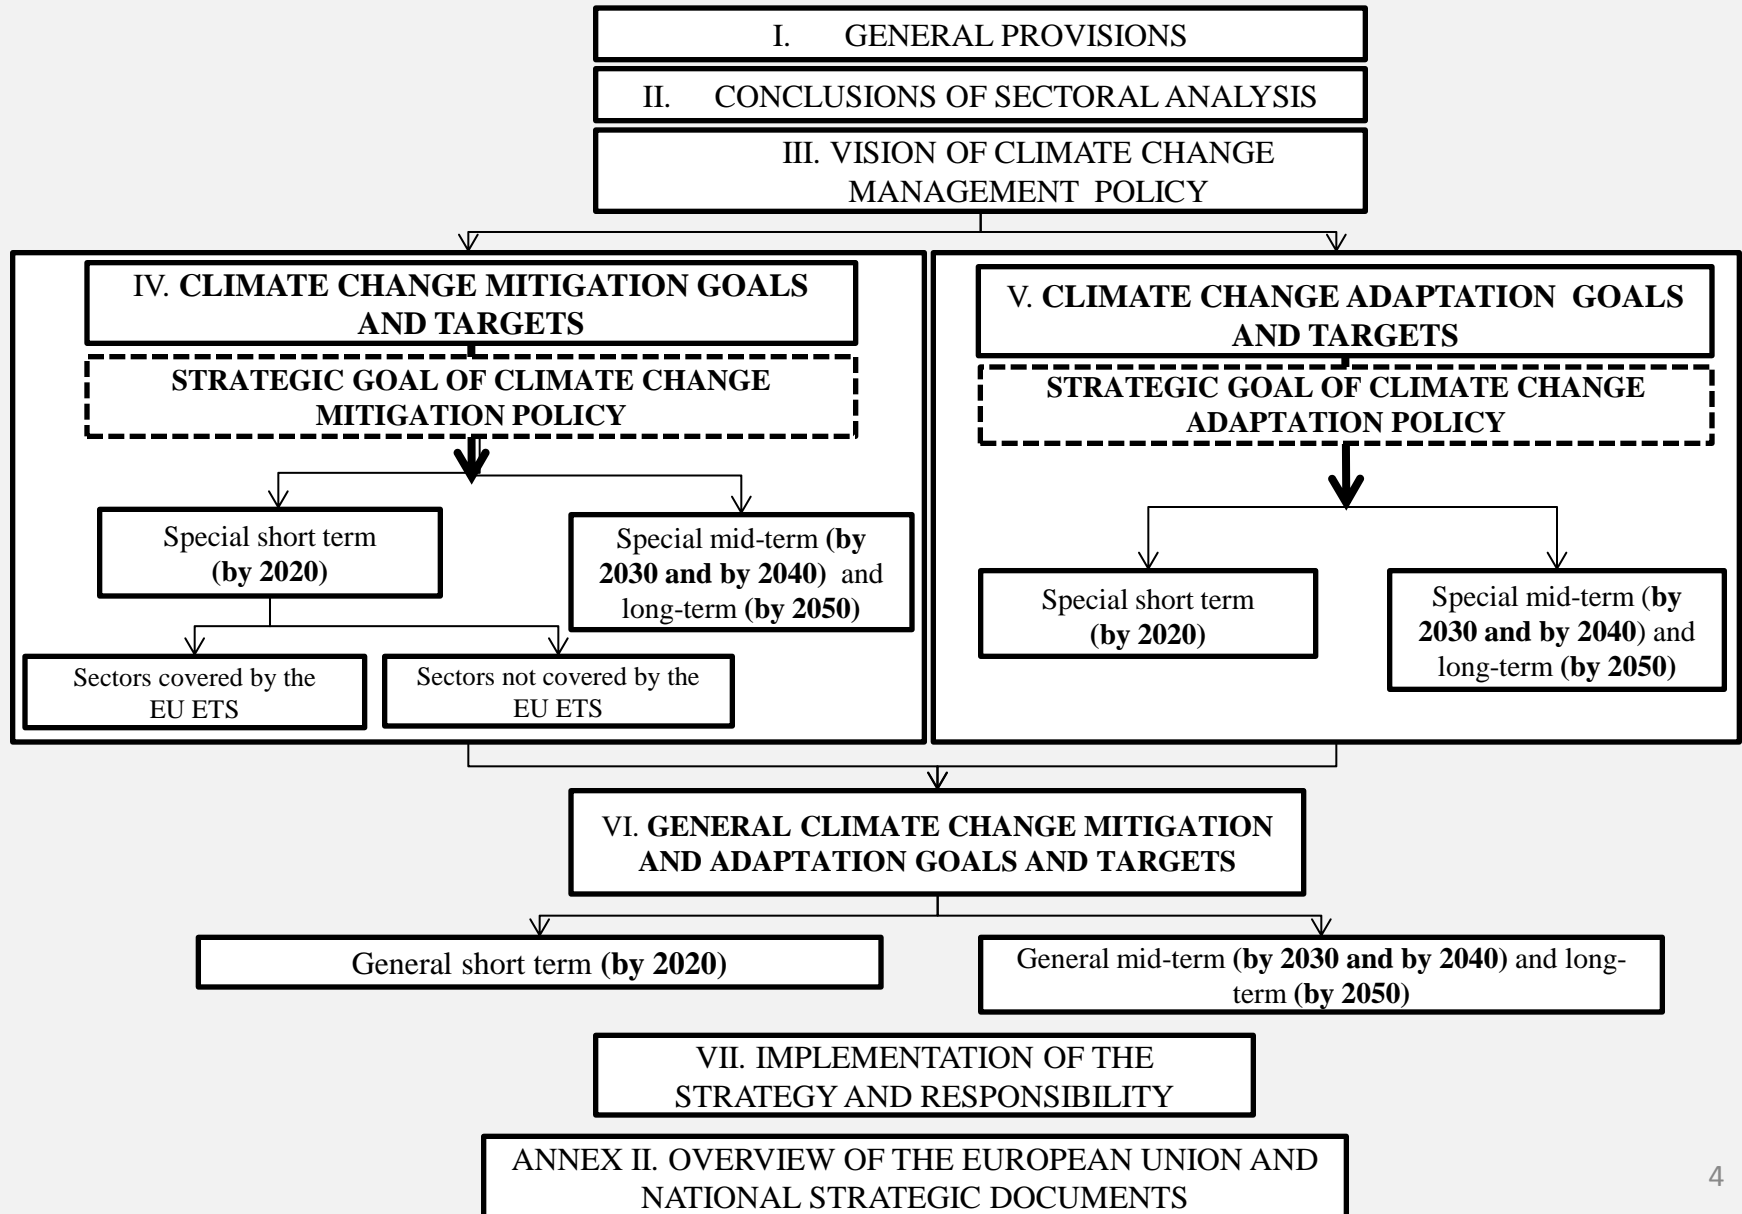 I. GENERAL PROVISIONS
II. CONCLUSIONS OF SECTORAL ANALYSIS
III. VISION OF CLIMATE CHANGE
MANAGEMENT POLICY
IV. CLIMATE CHANGE MITIGATION GOALS
AND TARGETS
STRATEGIC GOAL OF CLIMATE CHANGE
MITIGATION POLICY
Special short term
(by 2020)
Special mid-term (by
2030 and by 2040) and
long-term (by 2050)
Sectors covered by the
EU ETS
Sectors not covered by the
EU ETS
V. CLIMATE CHANGE ADAPTATION GOALS
AND TARGETS
STRATEGIC GOAL OF CLIMATE CHANGE
ADAPTATION POLICY
Special short term
(by 2020)
Special mid-term (by
2030 and by 2040) and
long-term (by 2050)
VI. GENERAL CLIMATE CHANGE MITIGATION
AND ADAPTATION GOALS AND TARGETS
General short term (by 2020)
General mid-term (by 2030 and by 2040) and long-
term (by 2050)
VII. IMPLEMENTATION OF THE
STRATEGY AND RESPONSIBILITY
ANNEX II. OVERVIEW OF THE EUROPEAN UNION AND
NATIONAL STRATEGIC DOCUMENTS
4